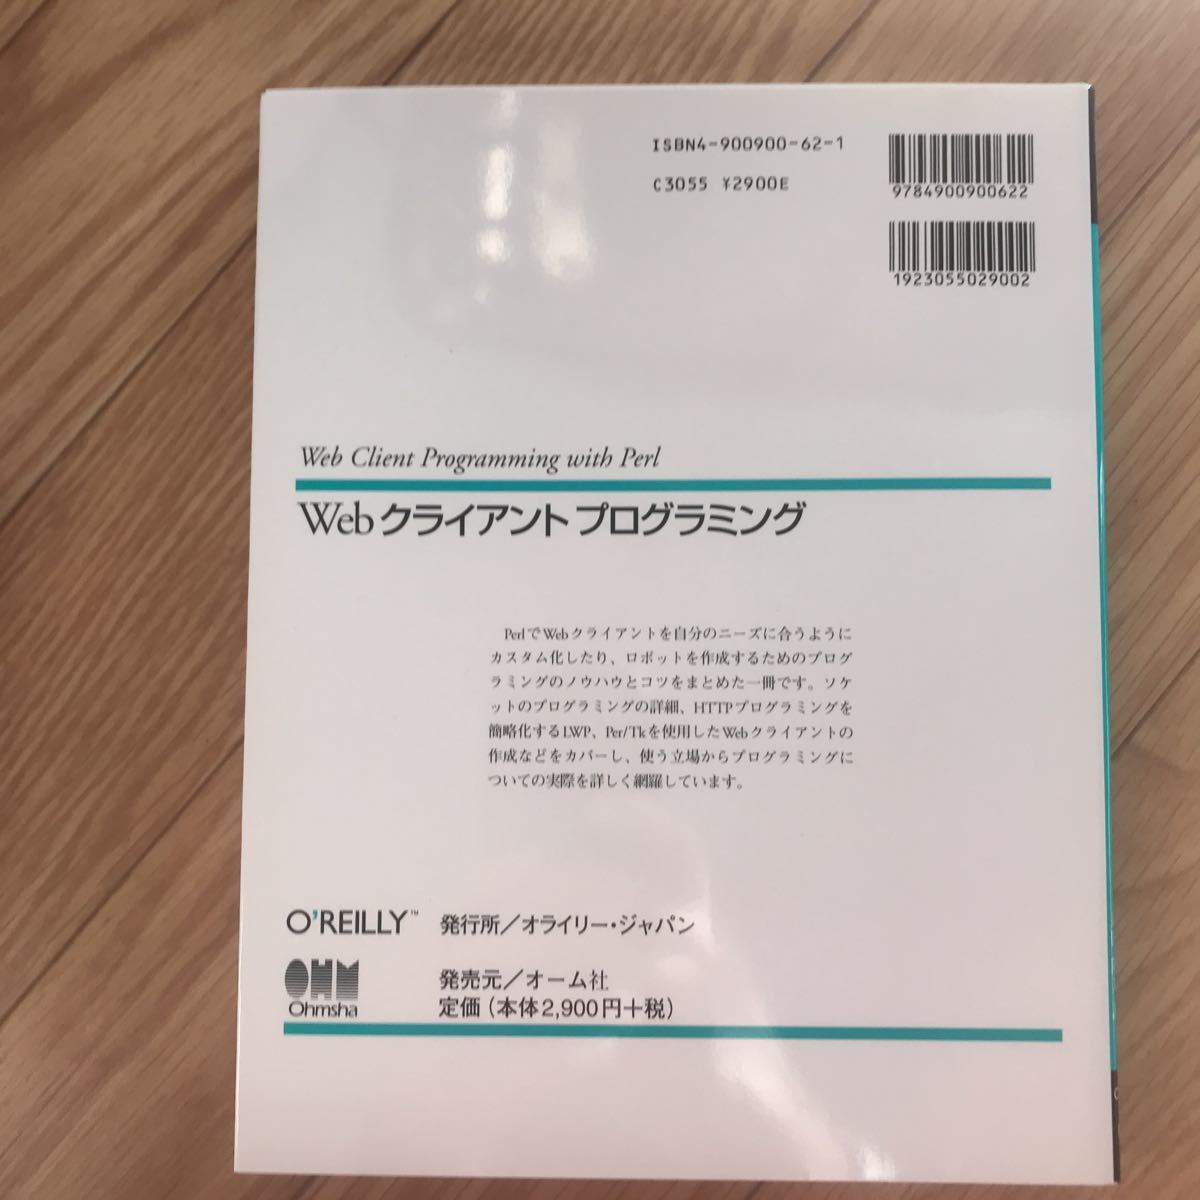 ISBN4-900900-62-1
C3055 ¥2900E
9784900900622
1923055029002
Web Client Programming with Perl
Webクライアント プログラミング
PerlでWebクライアントを自分のニーズに合うように
カスタム化したり、ロボットを作成するためのプログ
ラミングのノウハウとコツをまとめた一冊です。ソケ
ットのプログラミングの詳細、HTTPプログラミングを
簡略化するLWP、Per/Tkを使用したWebクライアントの
作成などをカバーし、使う立場からプログラミングに
ついての実際を詳しく網羅しています。
O'REILLY™ 発行所/オライリー・ジャパン
OHM
Ohmsha
発売元/オーム社
定価(本体2,900円+税)